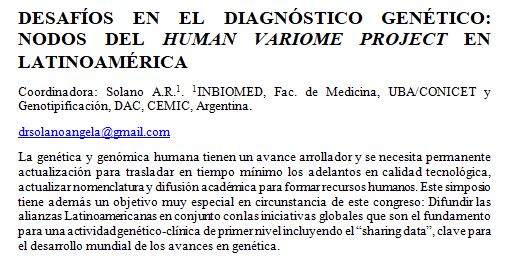 DESAFÍOS EN EL DIAGNÓSTICO GENÉTICO:
NODOS DEL HUMAN VARIOME PROJECT EN
LATINOAMÉRICA
Coordinadora: Solano A.R.¹. ¹INBIOMED, Fac. de Medicina, UBA/CONICET y
Genotipificación, DAC, CEMIC, Argentina.
drsolanoangela@gmail.com
La genética y genómica humana tienen un avance arrollador y se necesita permanente
actualización para trasladar en tiempo mínimo los adelantos en calidad tecnológica,
actualizar nomenclatura y difusión académica para formar recursos humanos. Este simposio
tiene además un objetivo muy especial en circunstancia de este congreso: Difundir las
alianzas Latinoamericanas en conjunto con las iniciativas globales que son el fundamento
para una actividad genético-clínica de primer nivel incluyendo el “sharing data”, clave para
el desarrollo mundial de los avances en genética.